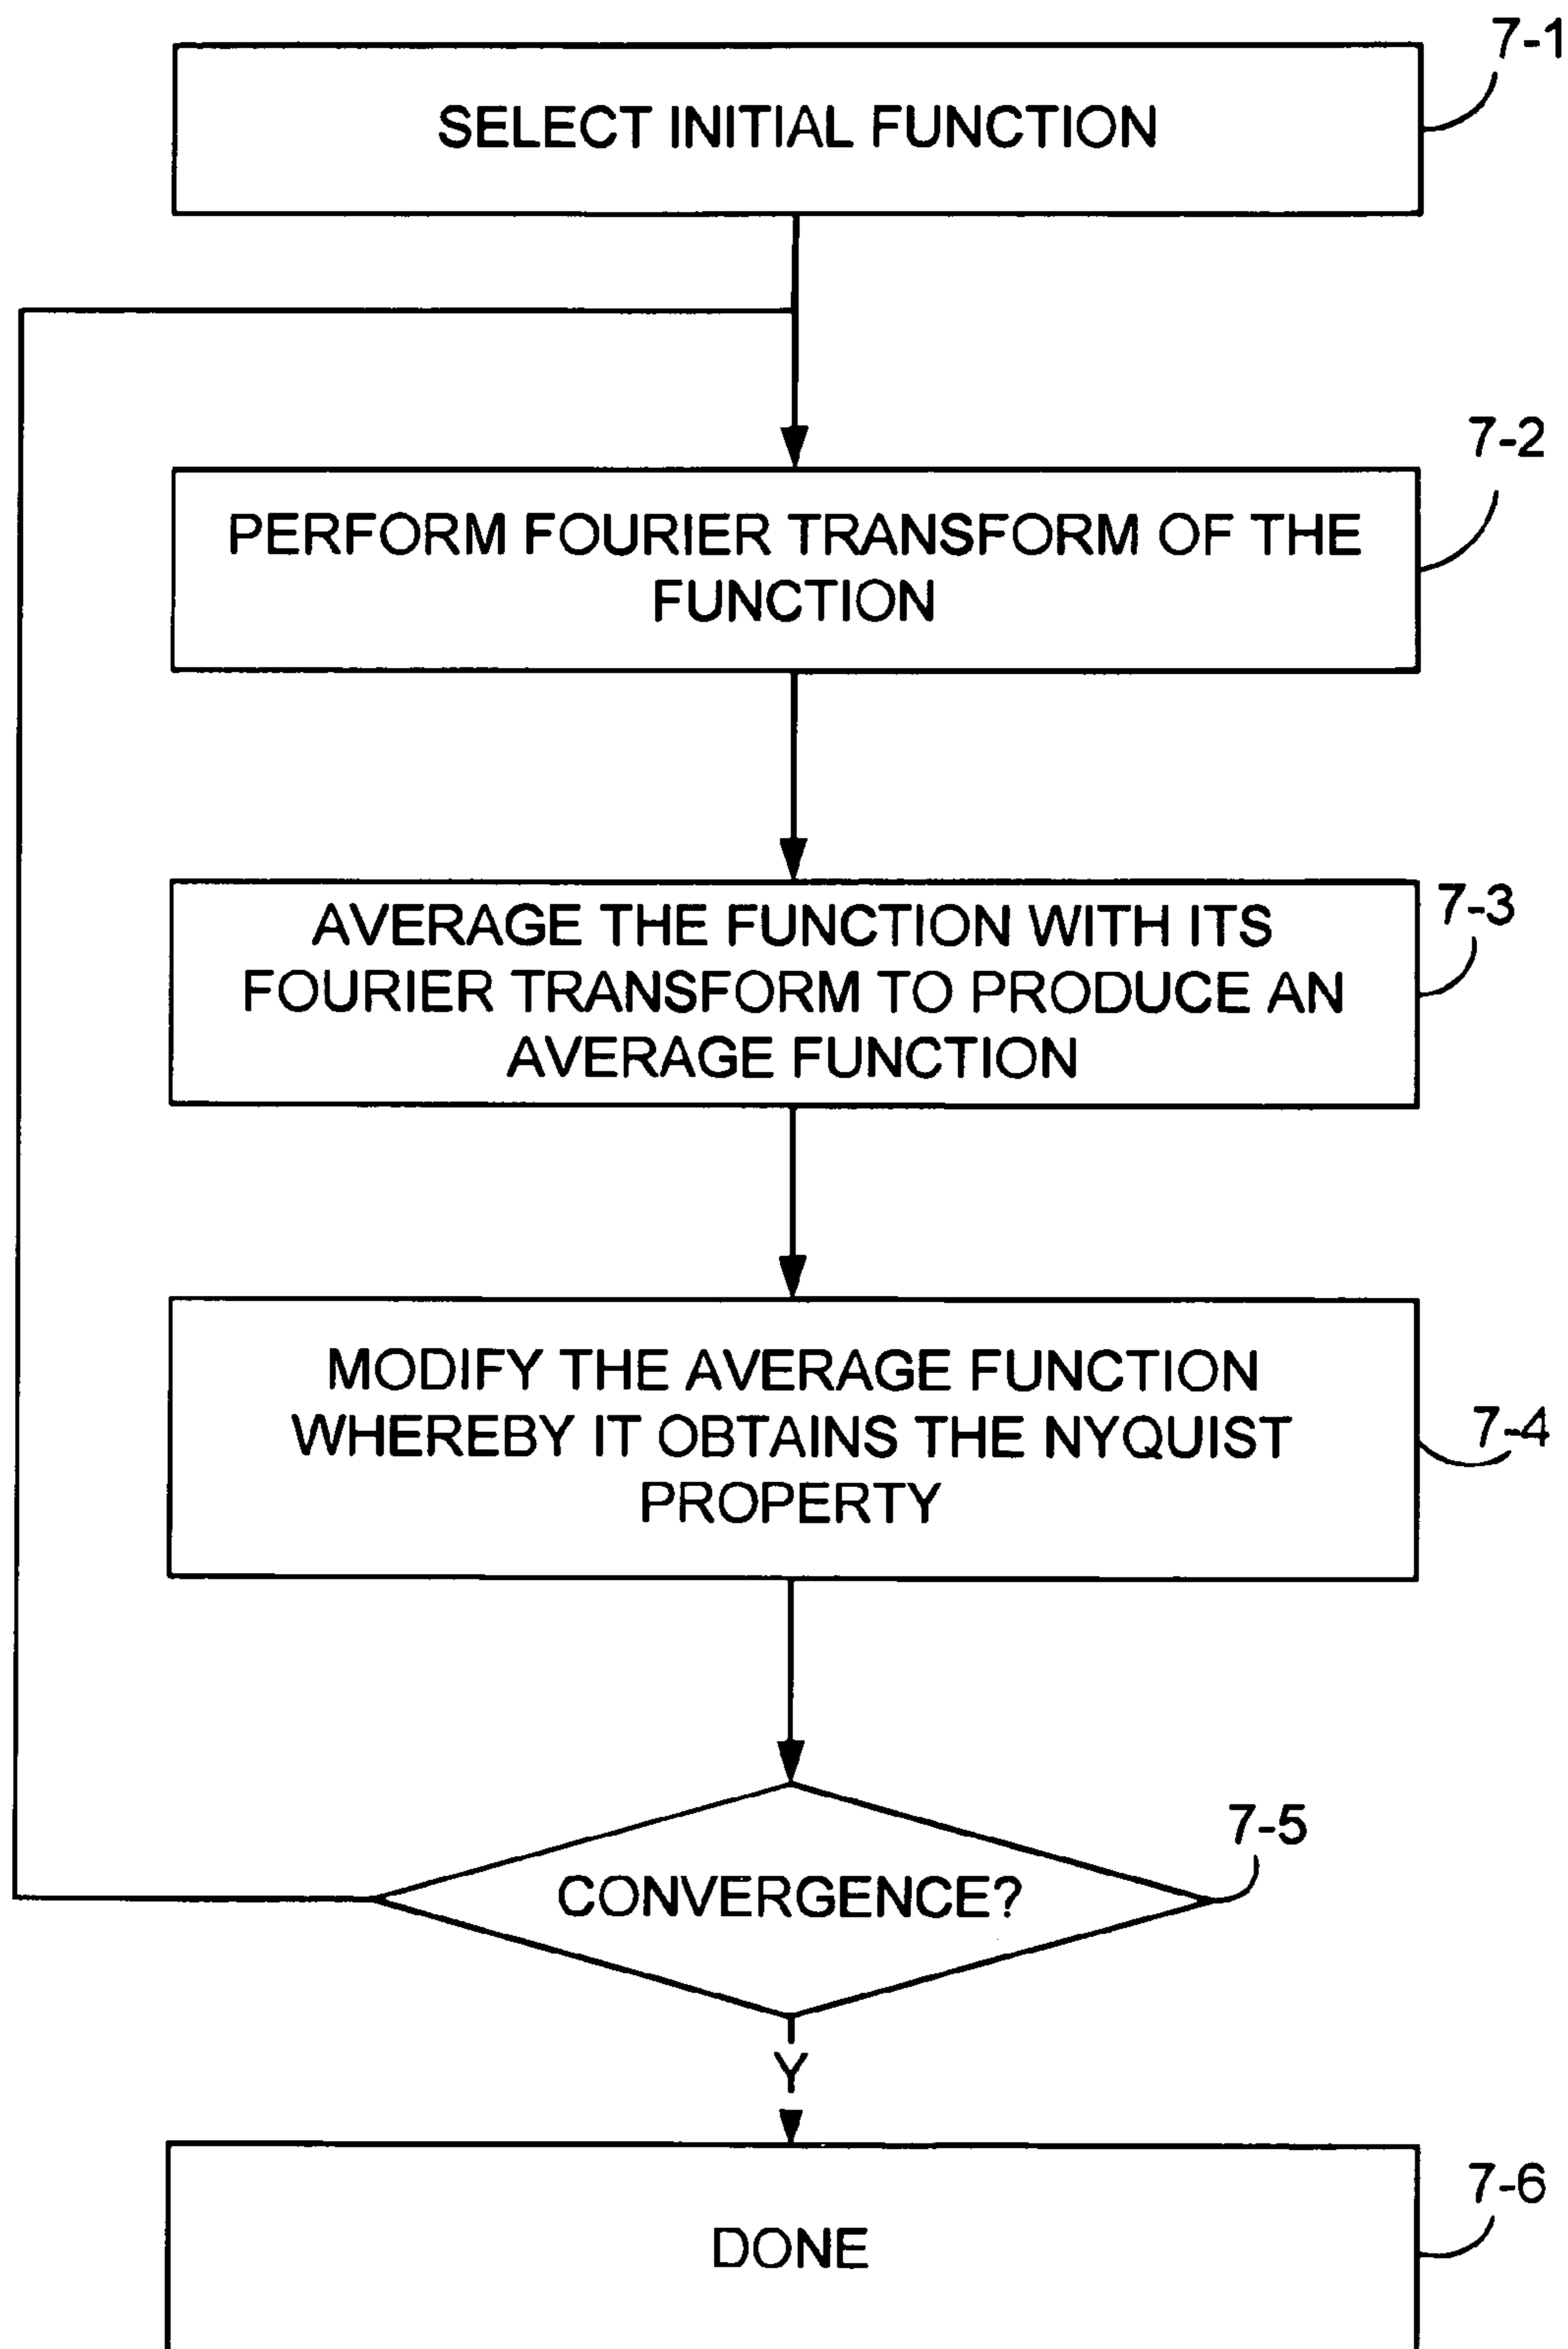 7-1
SELECT INITIAL FUNCTION
7-2
PERFORM FOURIER TRANSFORM OF THE
FUNCTION
7-3
AVERAGE THE FUNCTION WITH ITS
FOURIER TRANSFORM TO PRODUCE AN
AVERAGE FUNCTION
7-4
MODIFY THE AVERAGE FUNCTION
WHEREBY IT OBTAINS THE NYQUIST
PROPERTY
7-5
CONVERGENCE?
Y
7-6
DONE